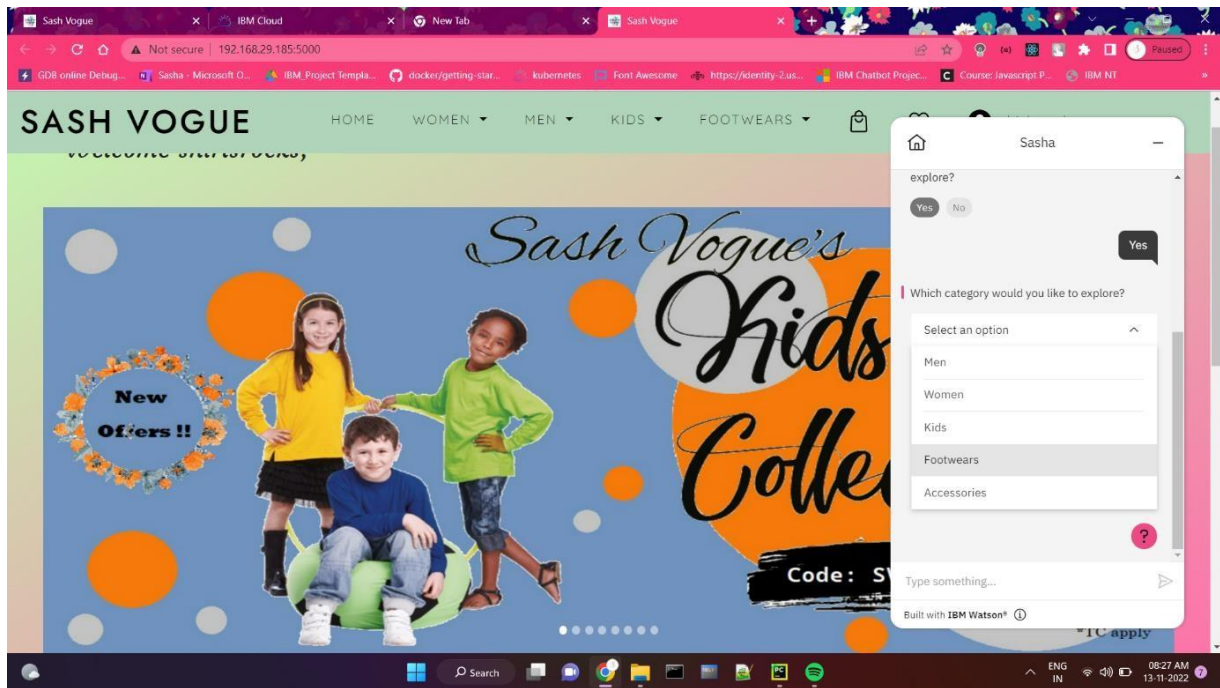 Sash Vogue
IBM Cloud
New Tab
Sash Vogue
Not secure | 192.168.29.185:5000
Paused
GDB online Debug...
Sasha - Microsoft O...
IBM_Project Templa...
docker/getting-star...
kubernetes
Font Awesome
https://identity-2.us...
IBM Chatbot Projec...
Course: Javascript P...
IBM NT
SASH VOGUE
HOME
WOMEN
MEN
KIDS
FOOTWEARS
Sash Vogue's
Kids
New
Offers !!
Code: S
*TC apply
Sasha
explore?
Yes
No
Yes
Which category would you like to explore?
Select an option
Men
Women
Kids
Footwears
Accessories
?
Type something...
Built with IBM Watson®
Search
ENG
IN
08:27 AM
13-11-2022
7